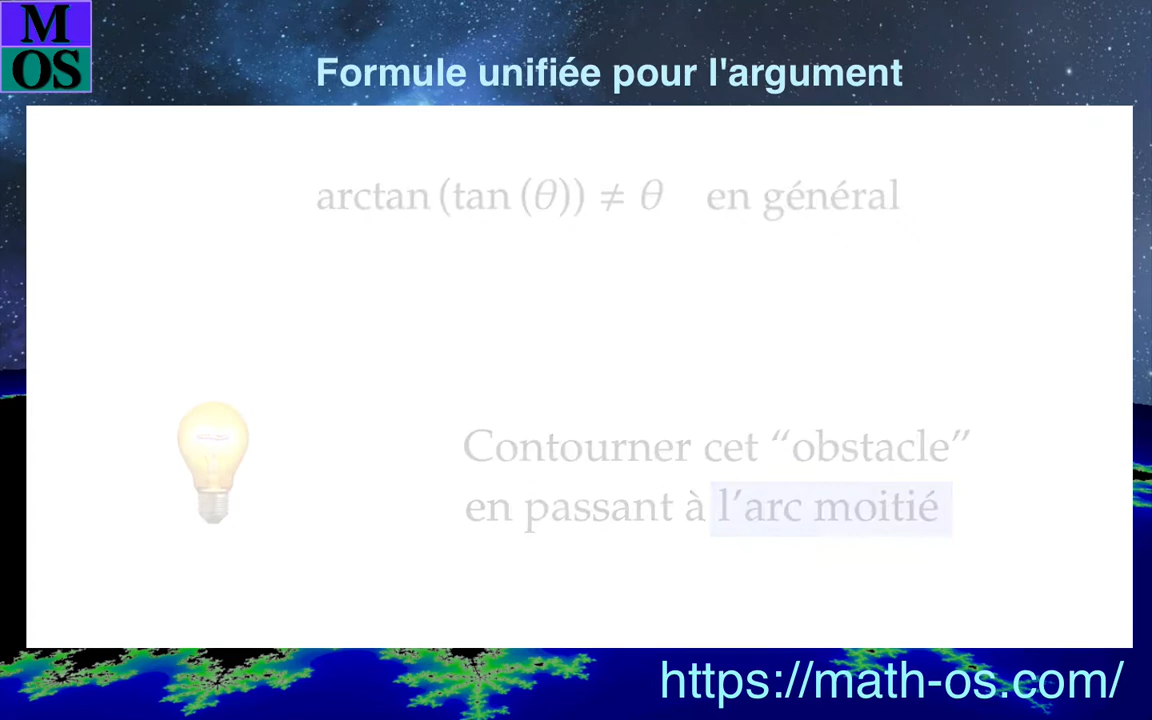 M
OS
Formule unifiée pour l'argument
arctan (tan (θ)) ≠ θ en général
Contourner cet “obstacle”
en passant à l’arc moitié
https://math-os.com/